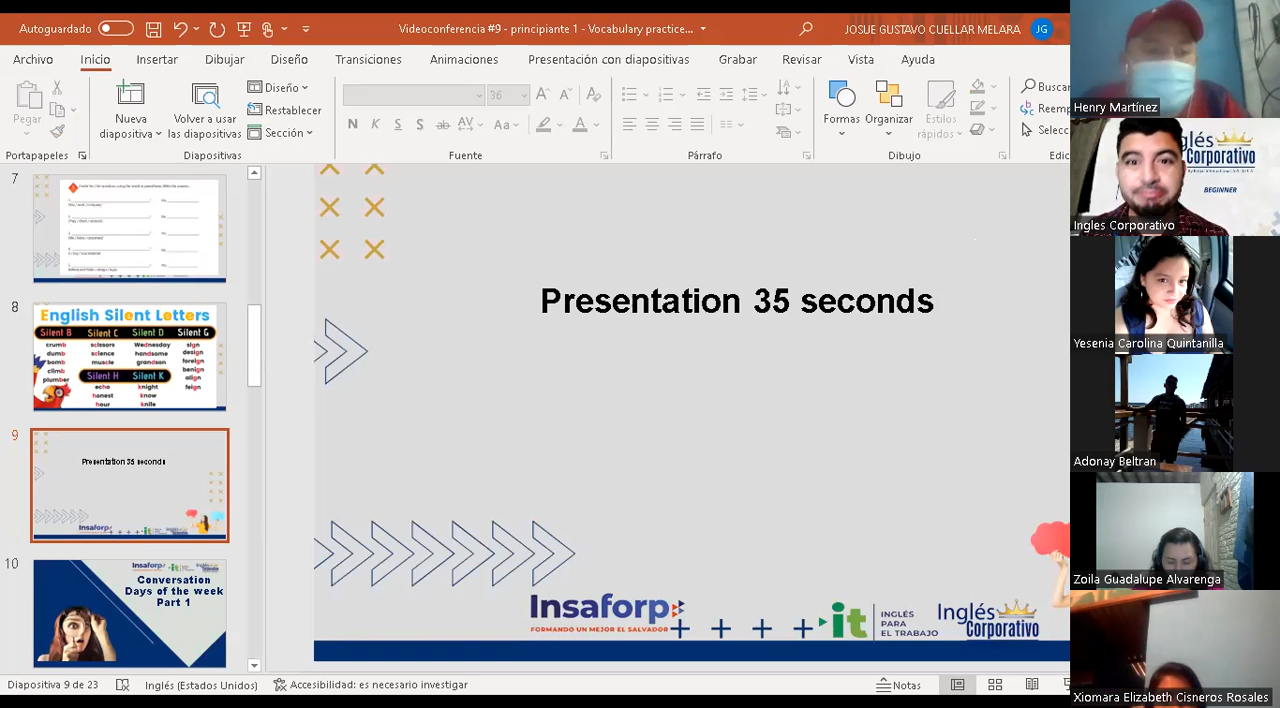 Autoguardado
Videoconferencia #9 - principiante 1 - Vocabulary practice...
JOSUE GUSTAVO CUELLAR MELARA
JG
Archivo
Inicio
Insertar
Dibujar
Diseño
Transiciones
Animaciones
Presentación con diapositivas
Grabar
Revisar
Vista
Ayuda
Pegar
Nueva diapositiva
Volver a usar las diapositivas
Diseño
Restablecer
Sección
36
Formas
Organizar
Estilos rápidos
Buscar
Portapapeles
Diapositivas
Fuente
Párrafo
Dibujo
7
8
English Silent Letters
Silent B
Silent C
Silent D
Silent G
crumb
scissors
Wednesday
sign
dumb
science
handsome
design
bomb
muscle
grandson
foreign
climb
benign
plumber
Silent H
Silent K
align
feign
echo
knight
honest
know
hour
knife
9
Presentation 35 seconds
10
Conversation
Days of the week
Part 1
Presentation 35 seconds
Insaforp
FORMANDO UN MEJOR EL SALVADOR
it
INGLÉS
PARA
EL TRABAJO
Inglés
Corporativo
Diapositiva 9 de 23
Inglés (Estados Unidos)
Accesibilidad: es necesario investigar
Notas
Henry Martínez
BEGINNER
Ingles Corporativo
Yesenia Carolina Quintanilla
Adonay Beltran
Zoila Guadalupe Alvarenga
Xiomara Elizabeth Cisneros Rosales